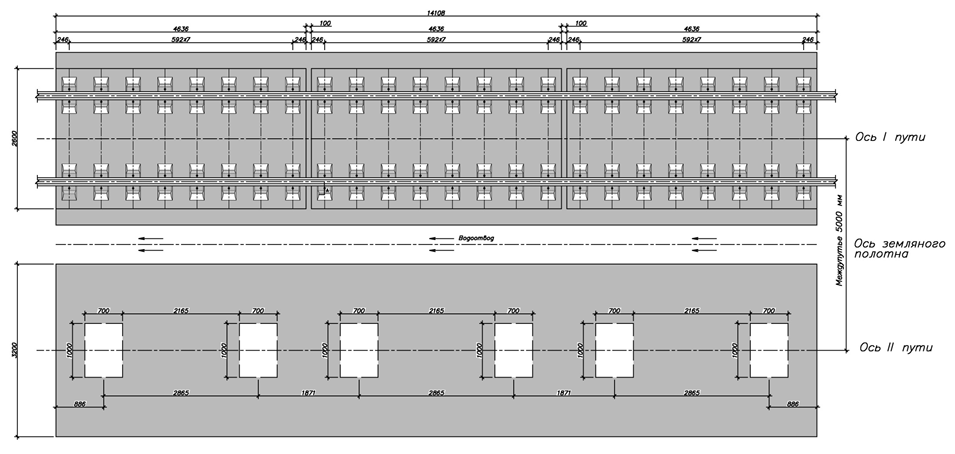 14108
4636 100 4636 100 4636
246 592x7 246 246 592x7 246 246 592x7 246
2600
А
Ось I пути
Водоотвод
Ось земляного
полотна
Междупутье 5000 мм
700 2165 700 700 2165 700 700 2165 700
1000 1000 1000 1000 1000 1000
3200
Ось II пути
2865 1871 2865 1871 2865
886 886